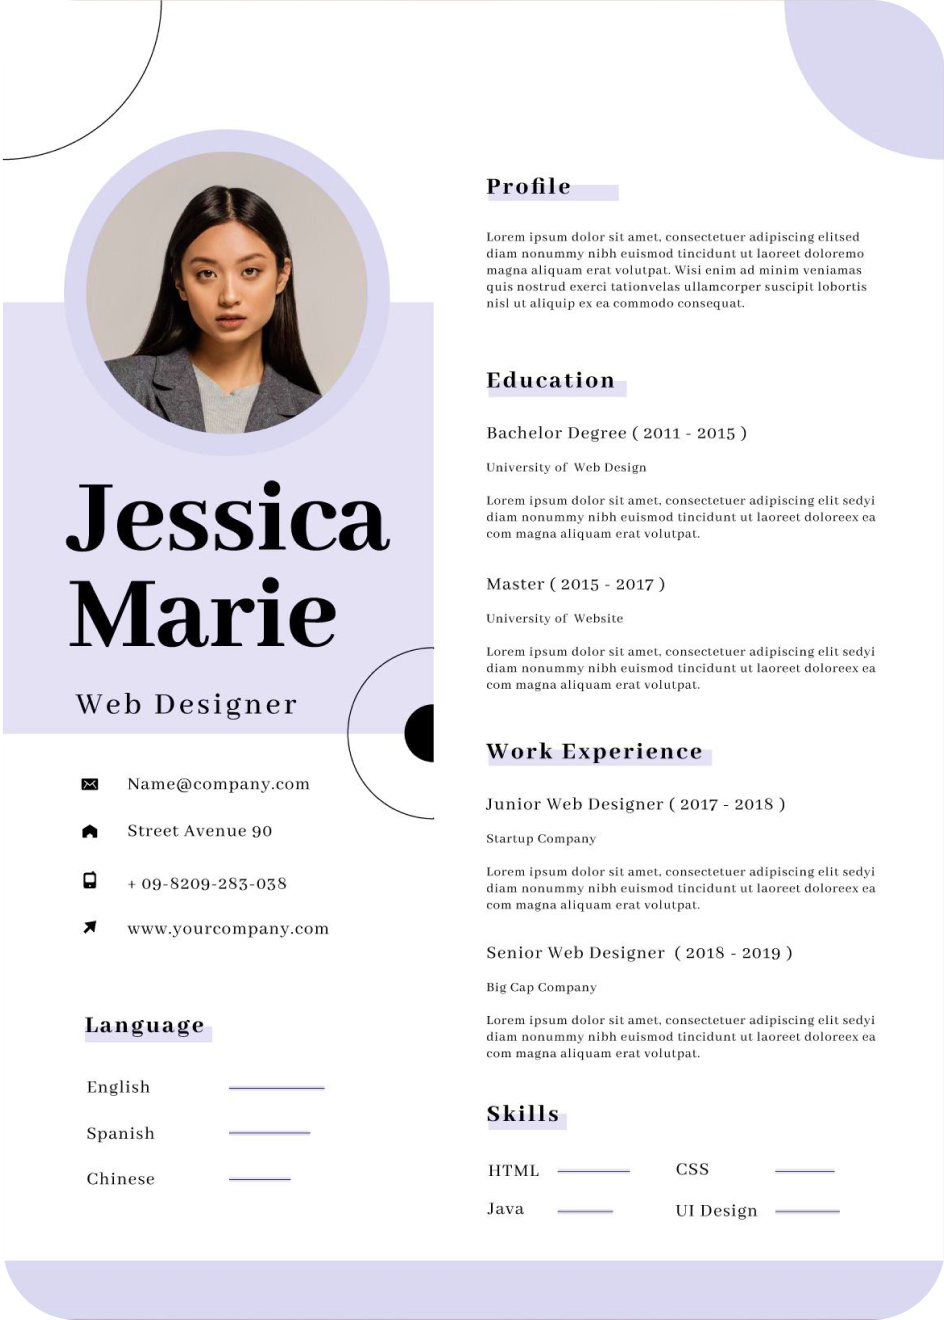 Jessica
Marie
Web Designer
Name@company.com
Street Avenue 90
+ 09-8209-283-038
www.yourcompany.com
Language
English
Spanish
Chinese
Profile
Lorem ipsum dolor sit amet, consectetuer adipiscing elitsed
diam nonummy nibh euismod tincidunt ut laoreet doloremo
magna aliquam erat volutpat. Wisi enim ad minim veniamas
quis nostrud exerci tationvelas ullamcorper suscipit lobortis
nisl ut aliquip ex ea commodo consequat.
Education
Bachelor Degree ( 2011 - 2015 )
University of Web Design
Lorem ipsum dolor sit amet, consectetuer adipiscing elit sedyi
diam nonummy nibh euismod tincidunt ut laoreet doloreex ea
com magna aliquam erat volutpat.
Master ( 2015 - 2017 )
University of Website
Lorem ipsum dolor sit amet, consectetuer adipiscing elit sedyi
diam nonummy nibh euismod tincidunt ut laoreet doloreex ea
com magna aliquam erat volutpat.
Work Experience
Junior Web Designer ( 2017 - 2018 )
Startup Company
Lorem ipsum dolor sit amet, consectetuer adipiscing elit sedyi
diam nonummy nibh euismod tincidunt ut laoreet doloreex ea
com magna aliquam erat volutpat.
Senior Web Designer ( 2018 - 2019 )
Big Cap Company
Lorem ipsum dolor sit amet, consectetuer adipiscing elit sedyi
diam nonummy nibh euismod tincidunt ut laoreet doloreex ea
com magna aliquam erat volutpat.
Skills
HTML CSS
Java UI Design